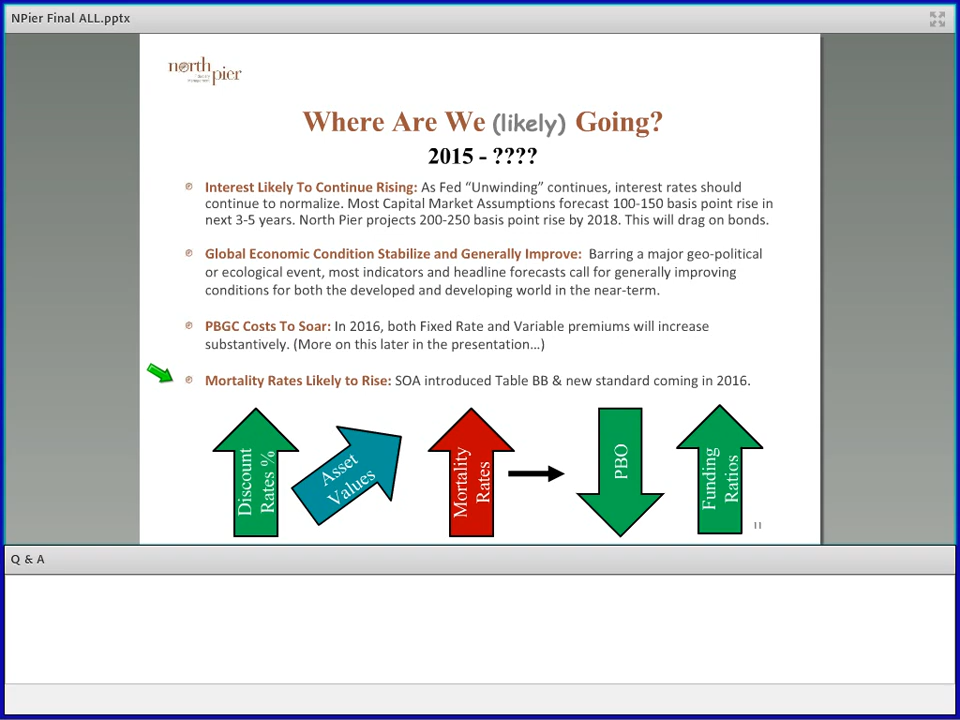 NPier Final ALL.pptx
north
pier
Where Are We (likely) Going?
2015 - ????
Interest Likely To Continue Rising: As Fed “Unwinding” continues, interest rates should
continue to normalize. Most Capital Market Assumptions forecast 100-150 basis point rise in
next 3-5 years. North Pier projects 200-250 basis point rise by 2018. This will drag on bonds.
Global Economic Condition Stabilize and Generally Improve: Barring a major geo-political
or ecological event, most indicators and headline forecasts call for generally improving
conditions for both the developed and developing world in the near-term.
PBGC Costs To Soar: In 2016, both Fixed Rate and Variable premiums will increase
substantively. (More on this later in the presentation…)
Mortality Rates Likely to Rise: SOA introduced Table BB & new standard coming in 2016.
Discount
Rates %
Asset
Values
Mortality
Rates
PBO
Funding
Ratios
11
Q & A